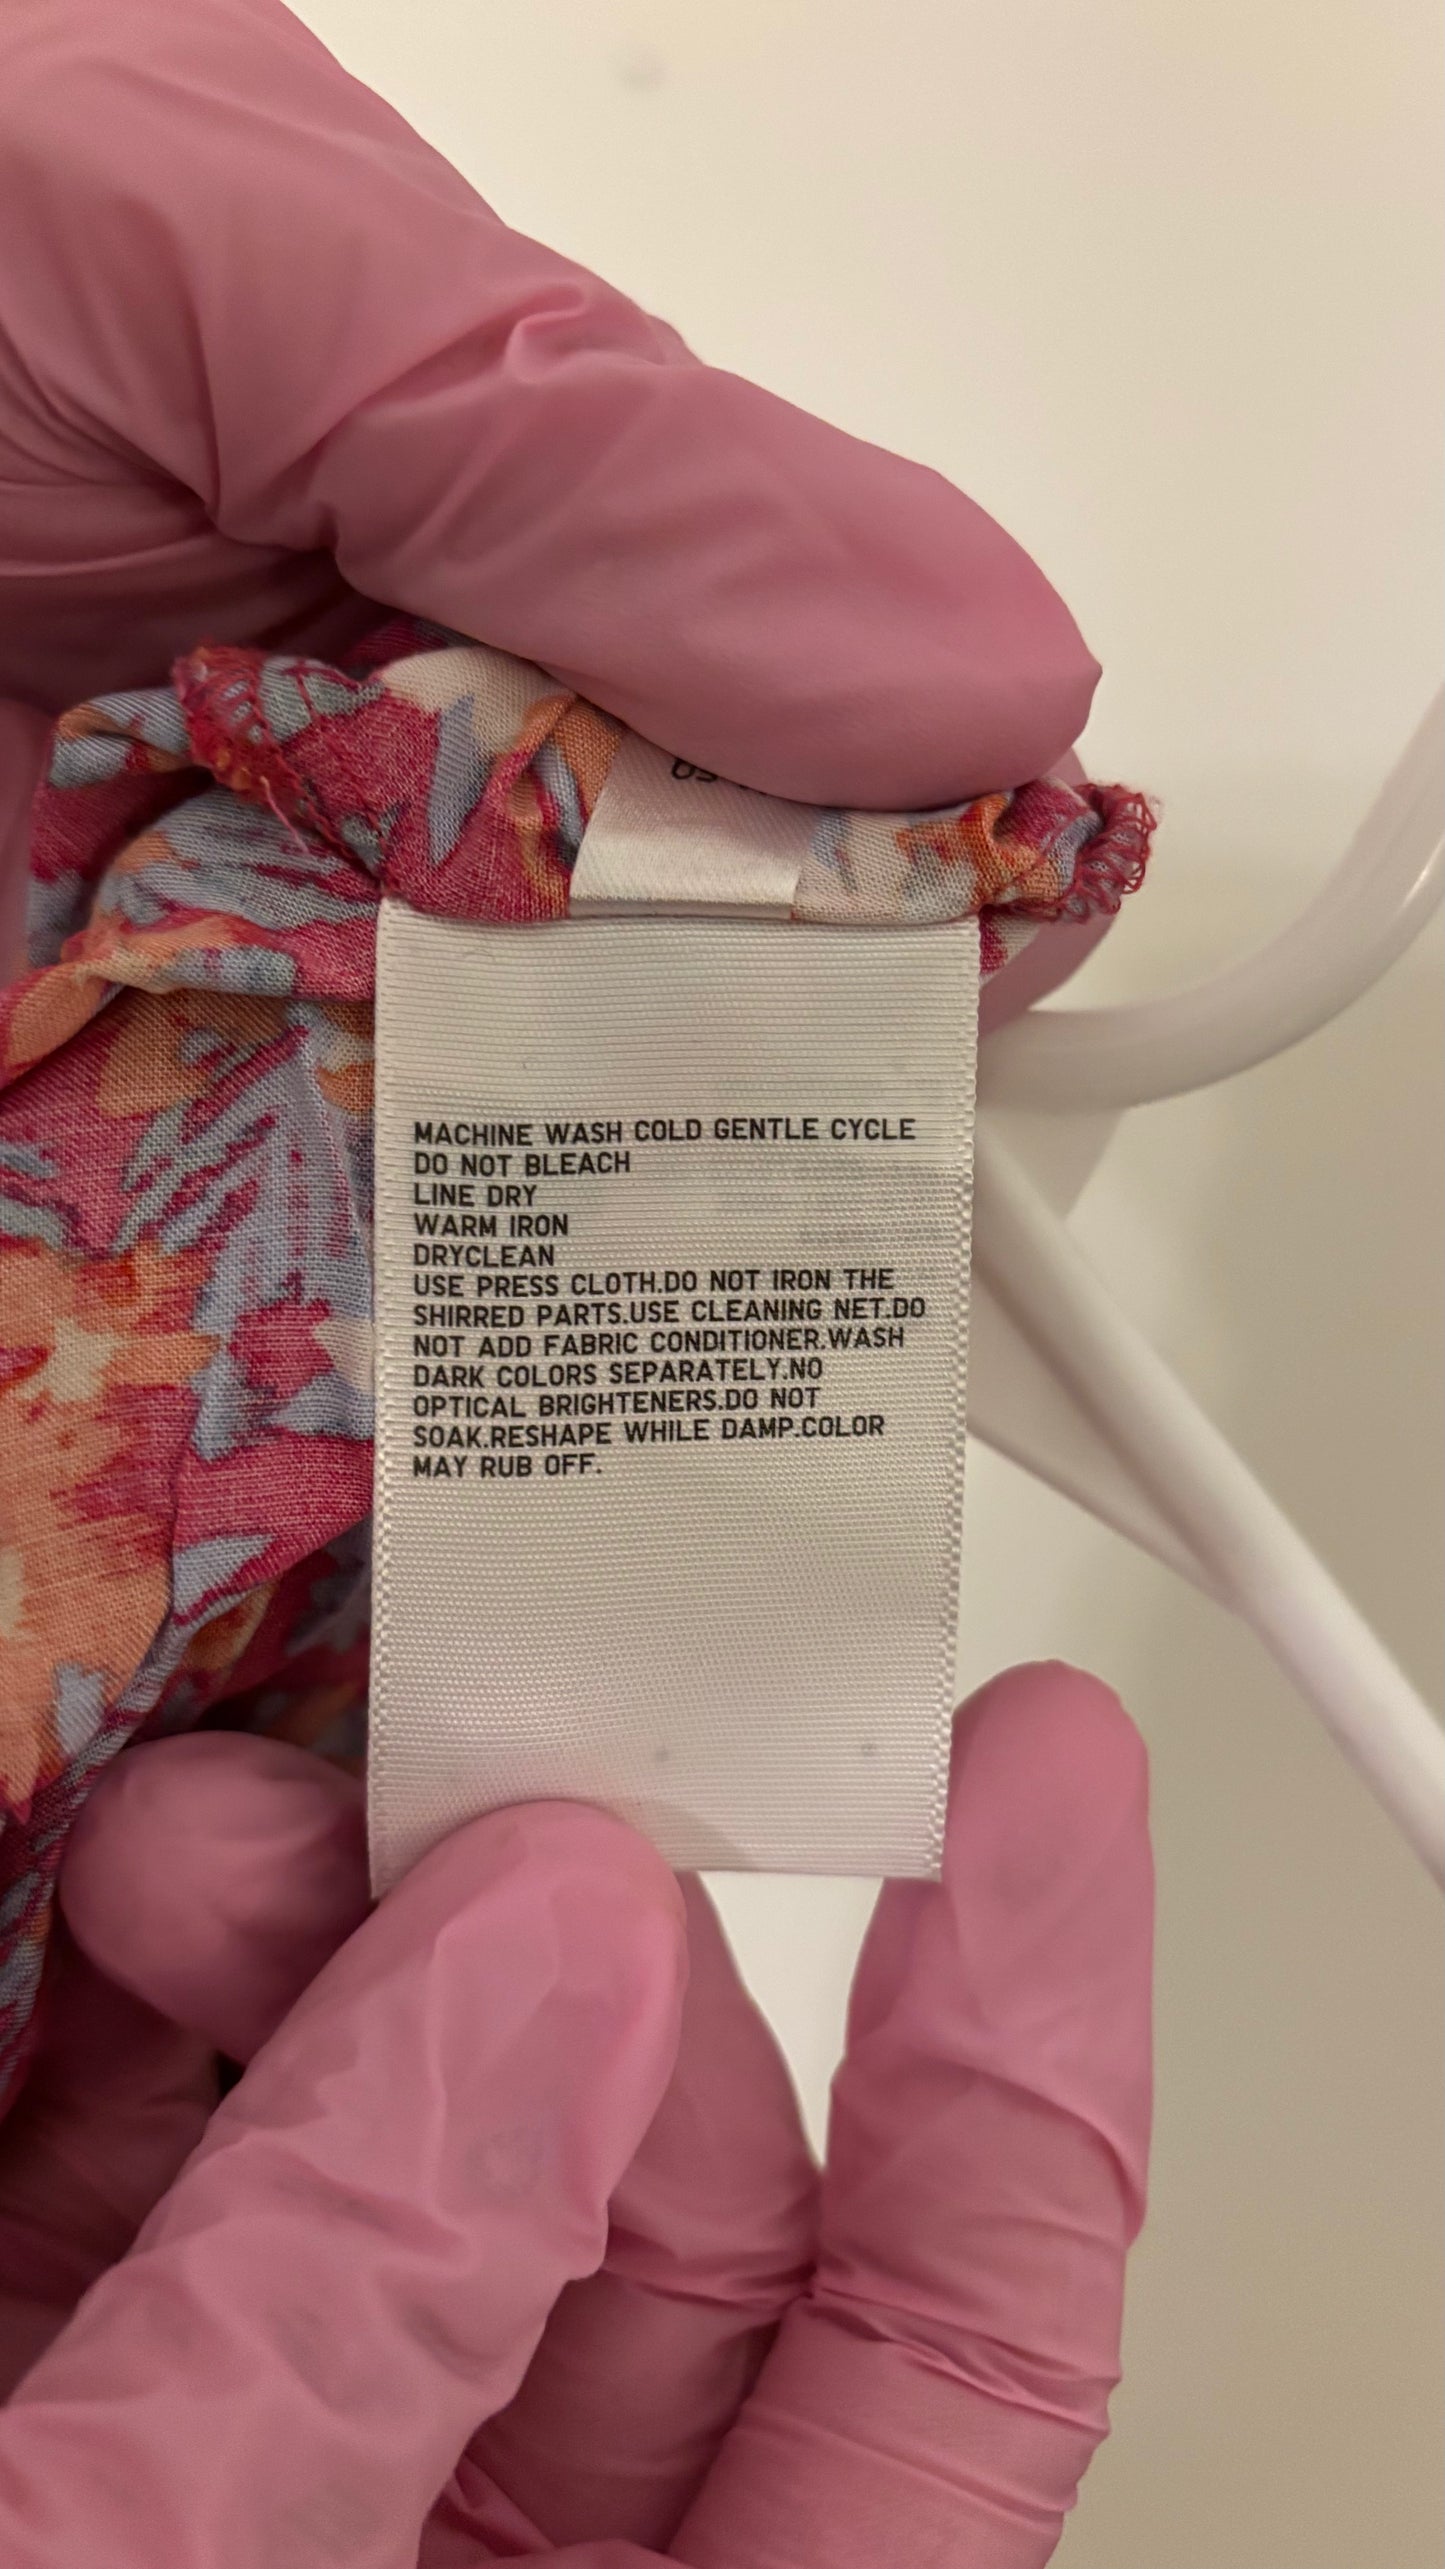 MACHINE WASH COLD GENTLE CYCLE
DO NOT BLEACH
LINE DRY
WARM IRON
DRYCLEAN
USE PRESS CLOTH.DO NOT IRON THE
SHIRRED PARTS.USE CLEANING NET.DO
NOT ADD FABRIC CONDITIONER.WASH
DARK COLORS SEPARATELY.NO
OPTICAL BRIGHTENERS.DO NOT
SOAK.RESHAPE WHILE DAMP.COLOR
MAY RUB OFF.